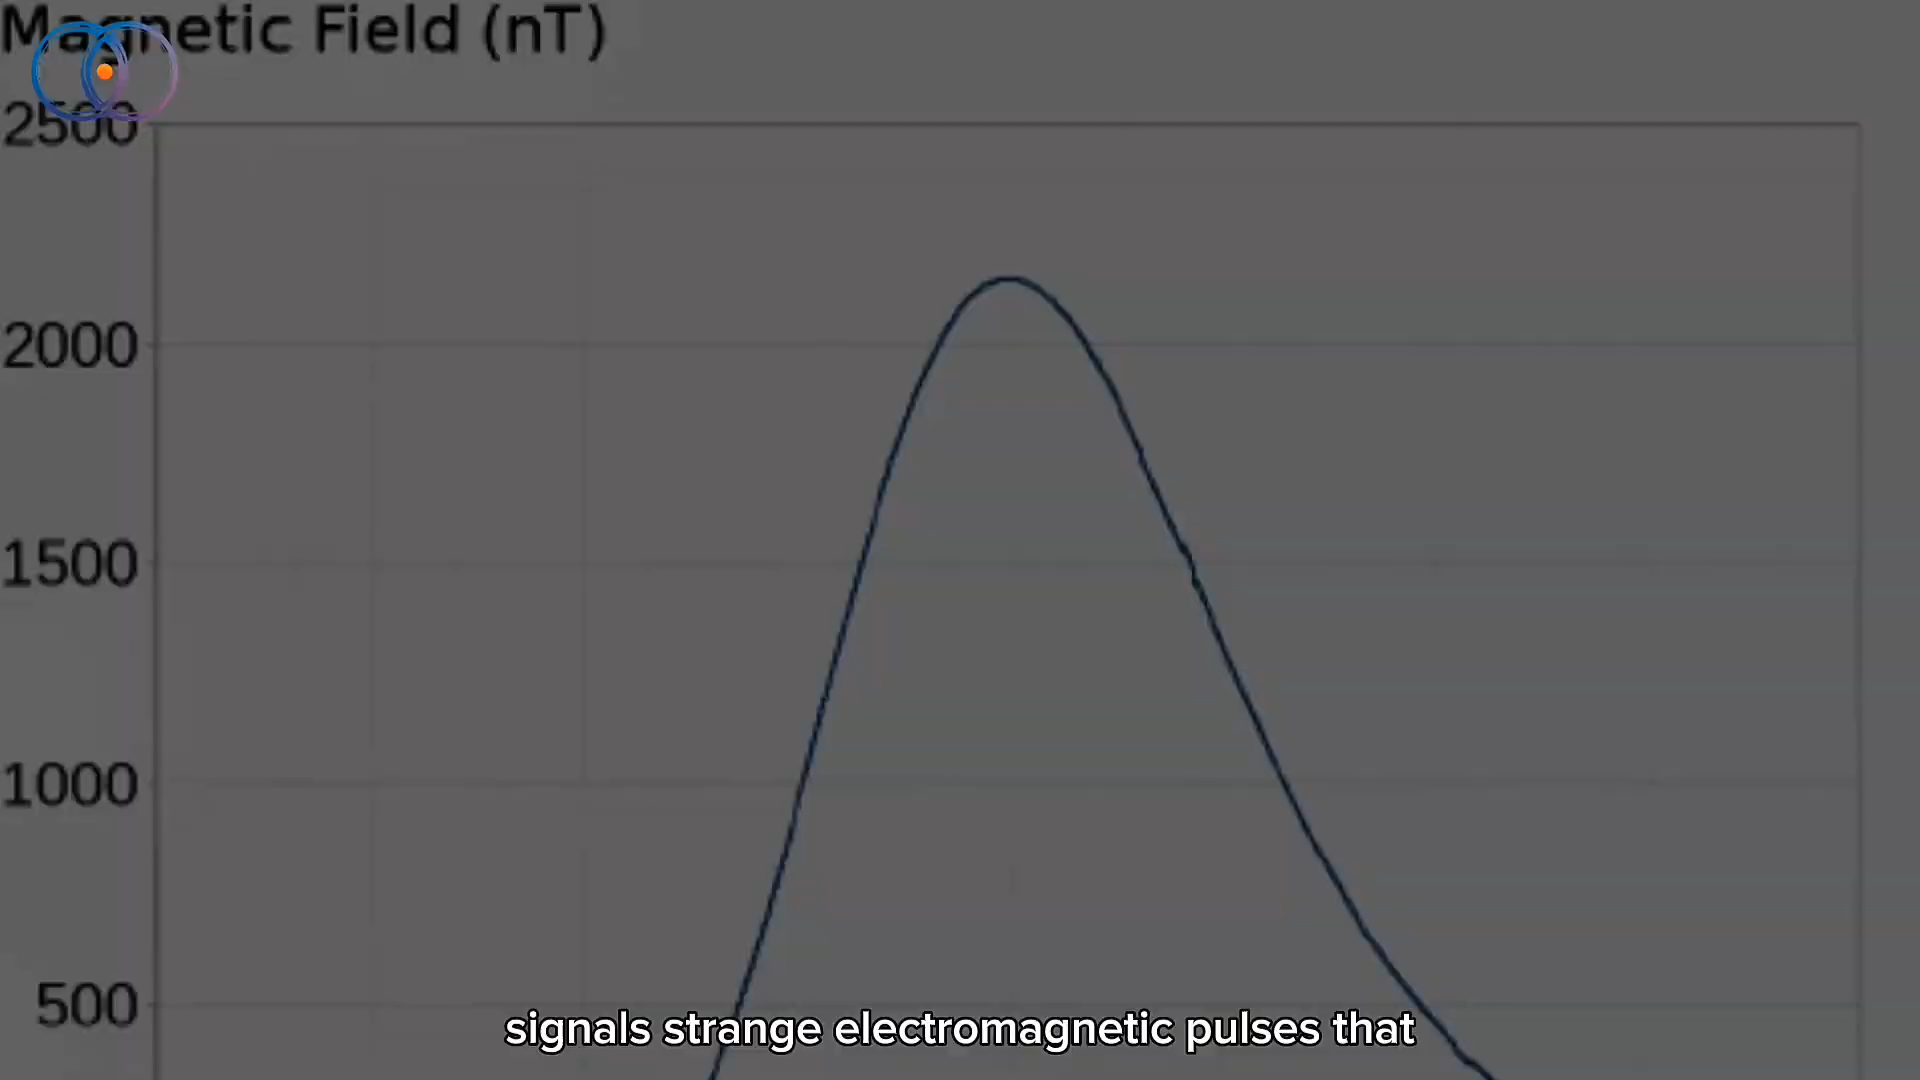 Magnetic Field (nT)
2500
2000
1500
1000
500
signals strange electromagnetic pulses that